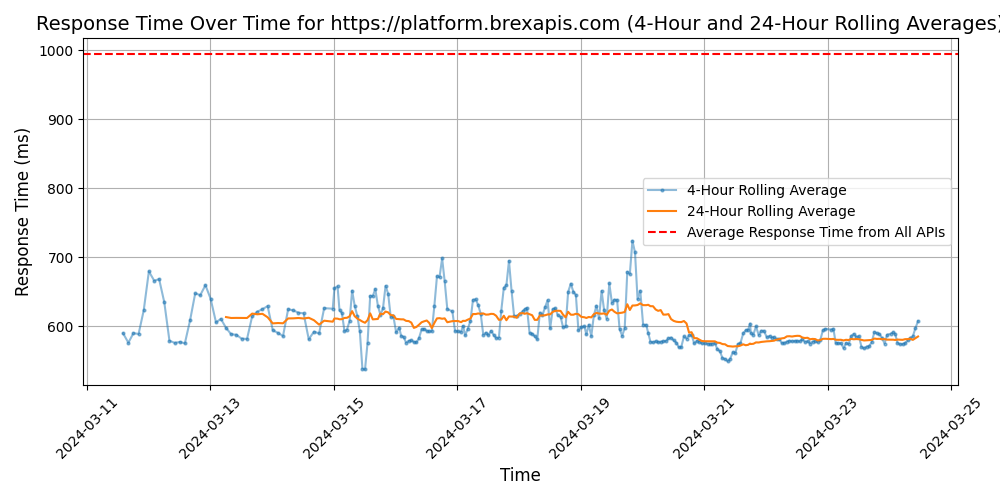 Response Time Over Time for https://platform.brexapis.com (4-Hour and 24-Hour Rolling Averages)
Response Time (ms)
1000
900
800
700
600
4-Hour Rolling Average
24-Hour Rolling Average
Average Response Time from All APIs
2024-03-11
2024-03-13
2024-03-15
2024-03-17
2024-03-19
2024-03-21
2024-03-23
2024-03-25
Time